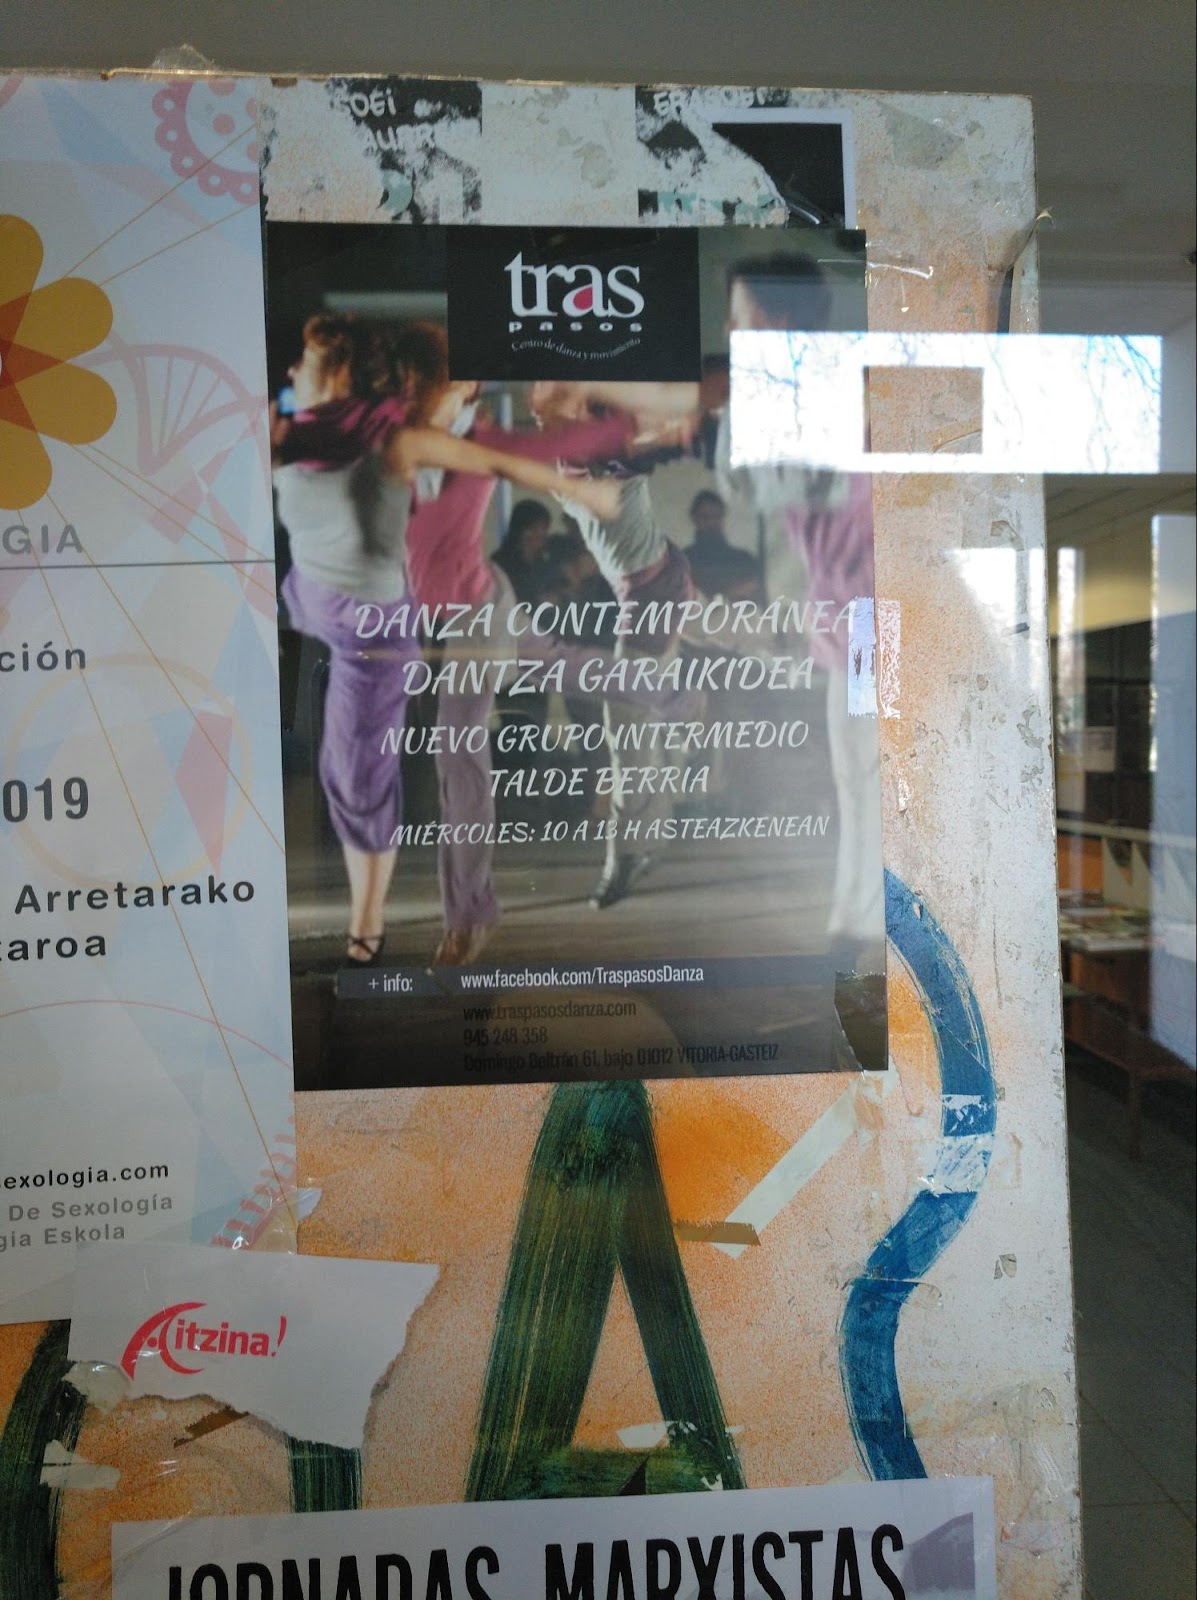 tras
pasos
Centro de danza y movimiento
DANZA CONTEMPORÁNEA
DANTZA GARAIKIDEA
NUEVO GRUPO INTERMEDIO
TALDE BERRIA
MIÉRCOLES: 10 A 13 H ASTEAZKENEAN
+ info: www.facebook.com/TraspasosDanza
www.traspasosdanza.com
945 248 358
Domingo Beltrán 61, bajo 01012 VITORIA-GASTEIZ
GIA
ción
019
Arretarako
taroa
exologia.com
De Sexología
gia Eskola
Aitzina!
JORNADAS MARXISTAS